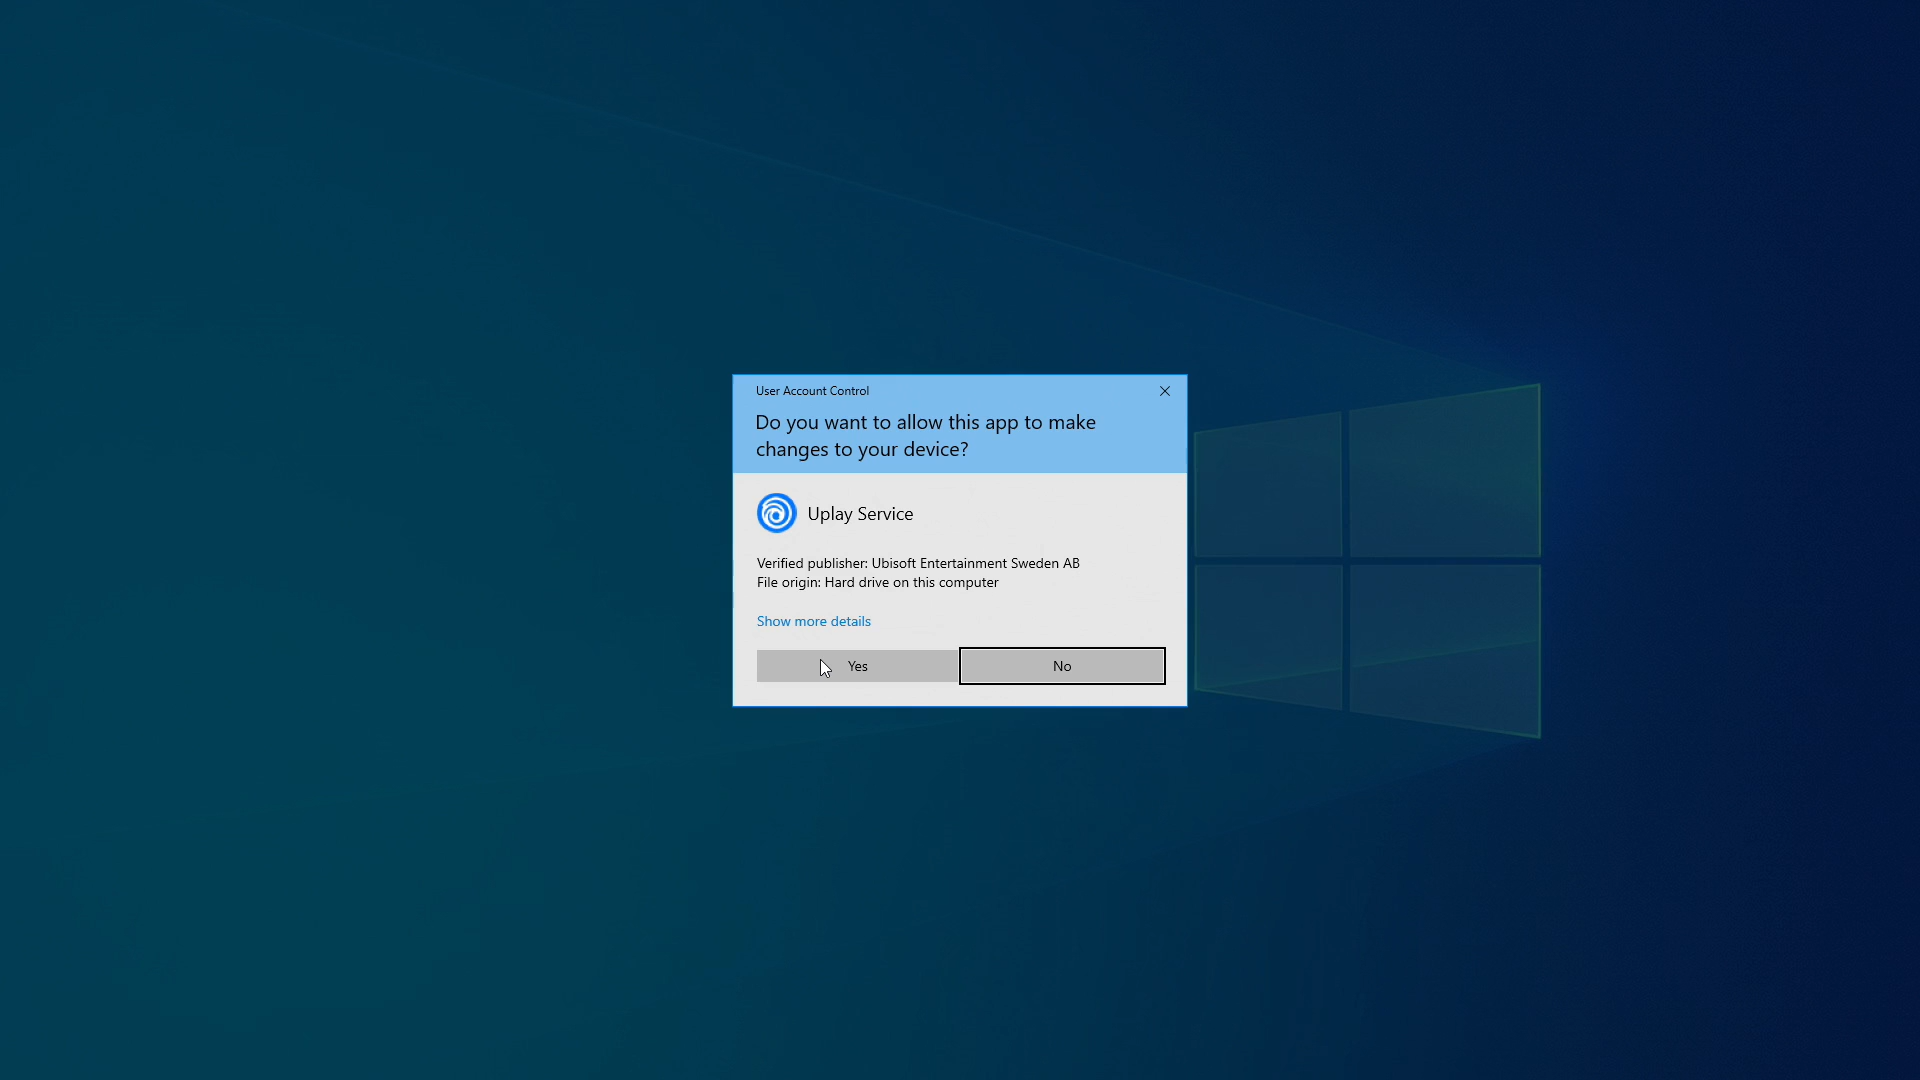 User Account Control
Do you want to allow this app to make
changes to your device?
Uplay Service
Verified publisher: Ubisoft Entertainment Sweden AB
File origin: Hard drive on this computer
Show more details
Yes
No